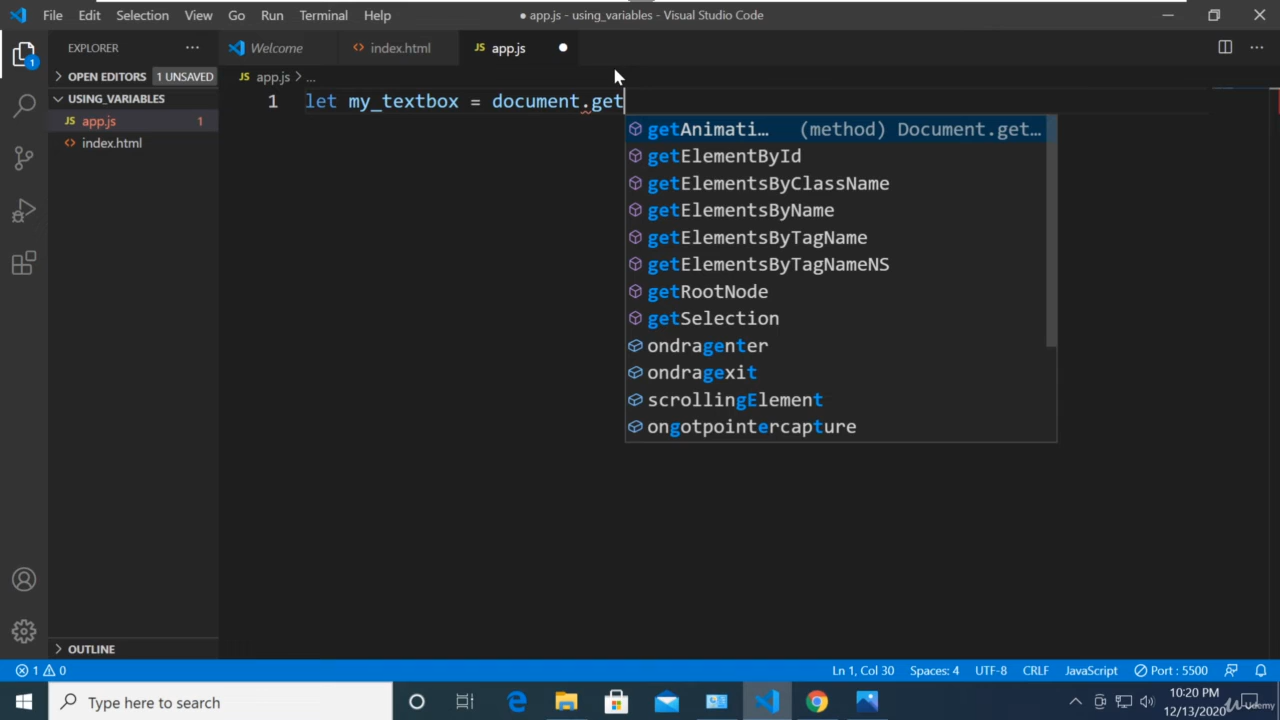 File Edit Selection View Go Run Terminal Help
● app.js - using_variables - Visual Studio Code
EXPLORER
Welcome
index.html
JS app.js
OPEN EDITORS 1 UNSAVED
JS app.js > ...
USING_VARIABLES
JS app.js 1
index.html
1
1 let my_textbox = document.get
getAnimati… (method) Document.get…
getElementById
getElementsByClassName
getElementsByName
getElementsByTagName
getElementsByTagNameNS
getRootNode
getSelection
ondragenter
ondragexit
scrollingElement
ongotpointercapture
OUTLINE
1 0
Ln 1, Col 30 Spaces: 4 UTF-8 CRLF JavaScript Port : 5500
Type here to search
10:20 PM
12/13/2020
Udemy